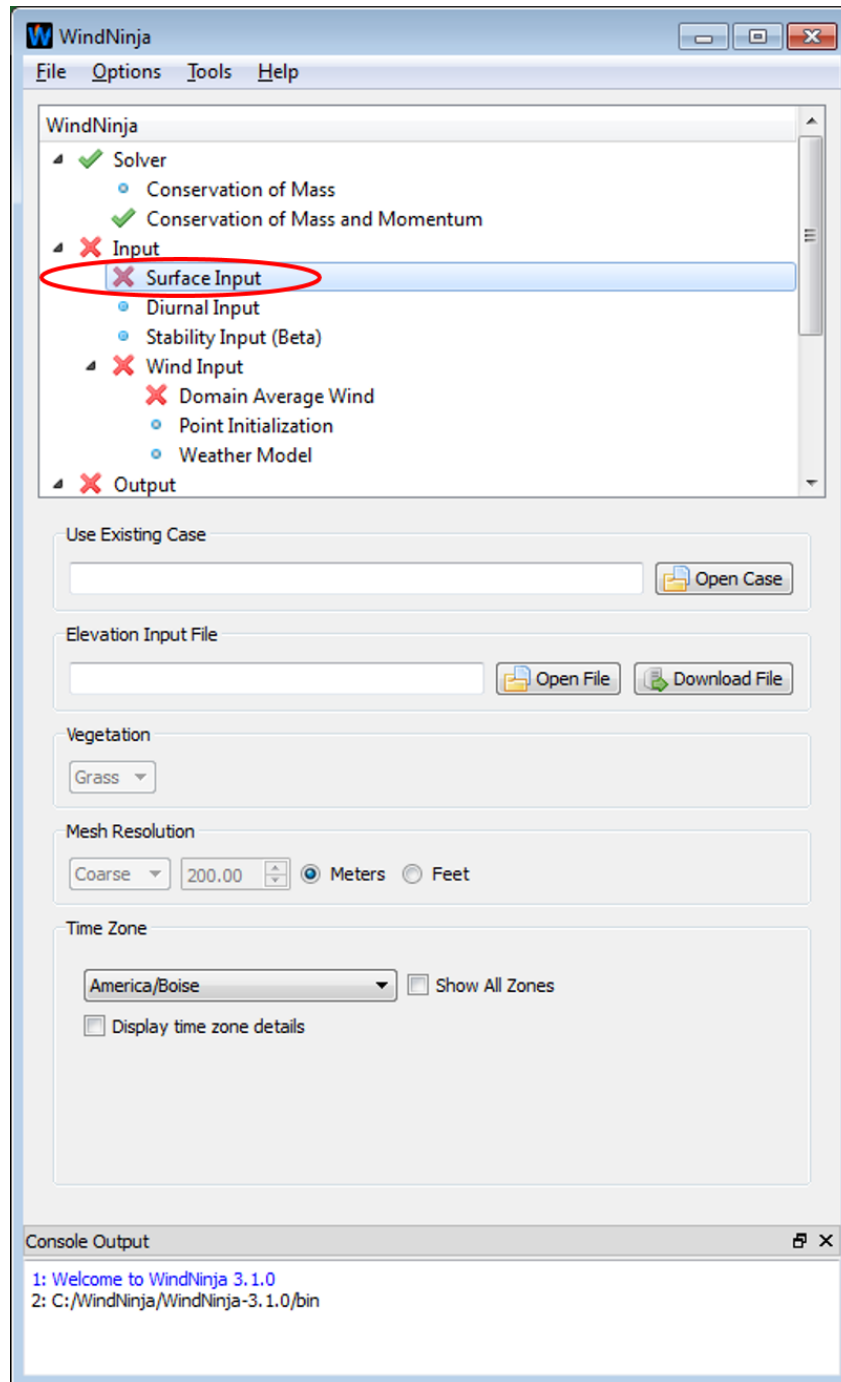 WindNinja
File Options Tools Help
WindNinja
Solver
Conservation of Mass
Conservation of Mass and Momentum
Input
Surface Input
Diurnal Input
Stability Input (Beta)
Wind Input
Domain Average Wind
Point Initialization
Weather Model
Output
Use Existing Case
Open Case
Elevation Input File
Open File Download File
Vegetation
Grass
Mesh Resolution
Coarse 200.00 Meters Feet
Time Zone
America/Boise Show All Zones
Display time zone details
Console Output
1: Welcome to WindNinja 3.1.0
2: C:/WindNinja/WindNinja-3.1.0/bin